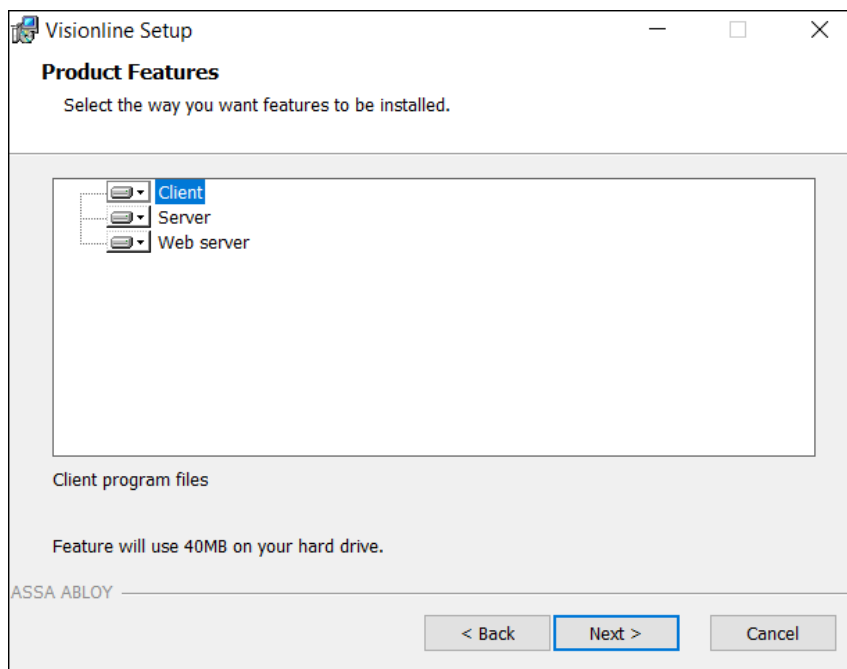 Visionline Setup
Product Features
Select the way you want features to be installed.
Client
Server
Web server
Client program files
Feature will use 40MB on your hard drive.
ASSA ABLOY
< Back
Next >
Cancel